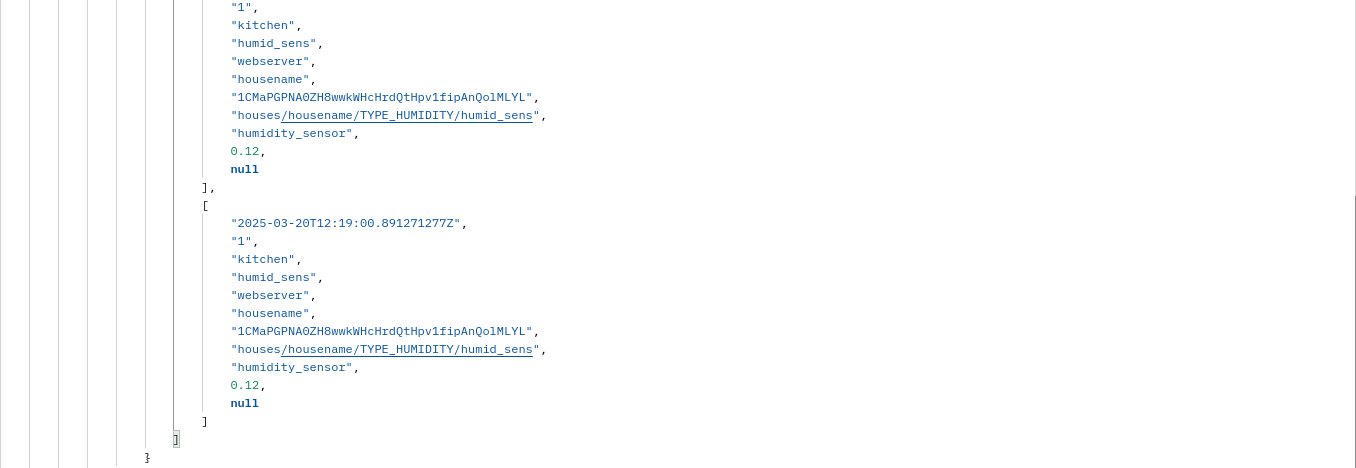 "1",
"kitchen",
"humid_sens",
"webserver",
"housename",
"1CMaPGPNA0ZH8wwkWHcHrdQtHpv1fipAnQolMLYL",
"houses/housename/TYPE_HUMIDITY/humid_sens",
"humidity_sensor",
0.12,
null
],
[
"2025-03-20T12:19:00.891271277Z",
"1",
"kitchen",
"humid_sens",
"webserver",
"housename",
"1CMaPGPNA0ZH8wwkWHcHrdQtHpv1fipAnQolMLYL",
"houses/housename/TYPE_HUMIDITY/humid_sens",
"humidity_sensor",
0.12,
null
]
]
}